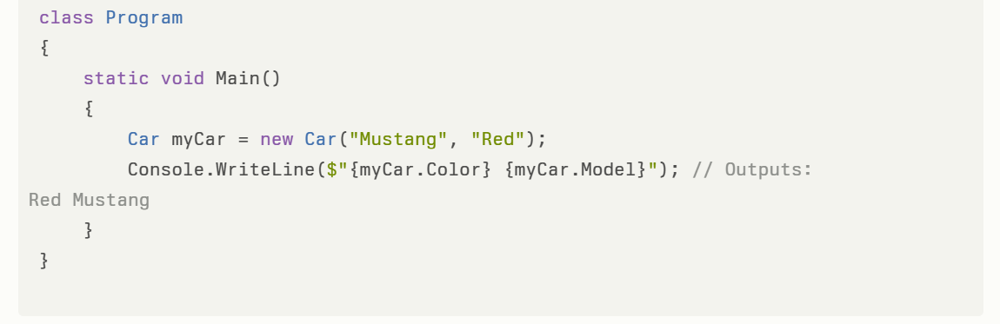 class Program
{
    static void Main()
    {
        Car myCar = new Car("Mustang", "Red");
        Console.WriteLine($"{myCar.Color} {myCar.Model}"); // Outputs:
Red Mustang
    }
}